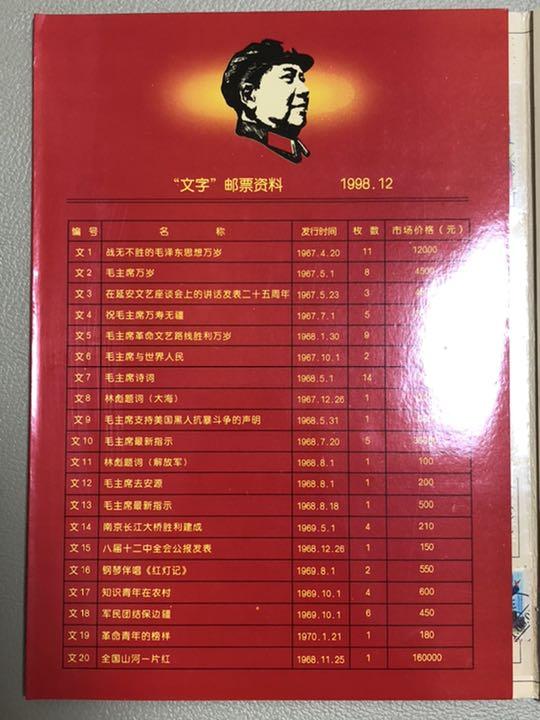 “文字”邮票资料 1998.12
编号 名称 发行时间 枚数 市场价格(元)
文1 战无不胜的毛泽东思想万岁 1967.4.20 11 12000
文2 毛主席万岁 1967.5.1 8 4500
文3 在延安文艺座谈会上的讲话发表二十五周年 1967.5.23 3
文4 祝毛主席万寿无疆 1967.7.1 5
文5 毛主席革命文艺路线胜利万岁 1968.1.30 9
文6 毛主席与世界人民 1967.10.1 2
文7 毛主席诗词 1968.5.1 14
文8 林彪题词(大海) 1967.12.26 1
文9 毛主席支持美国黑人抗暴斗争的声明 1968.5.31 1
文10 毛主席最新指示 1968.7.20 5
文11 林彪题词(解放军) 1968.8.1 1 100
文12 毛主席去安源 1968.8.1 1 200
文13 毛主席最新指示 1968.8.18 1 500
文14 南京长江大桥胜利建成 1969.5.1 4 210
文15 八届十二中全会公报发表 1968.12.26 1 150
文16 钢琴伴唱《红灯记》 1969.8.1 2 550
文17 知识青年在农村 1969.10.1 4 600
文18 军民团结保边疆 1969.10.1 6 450
文19 革命青年的榜样 1970.1.21 1 180
文20 全国山河一片红 1968.11.25 1 160000